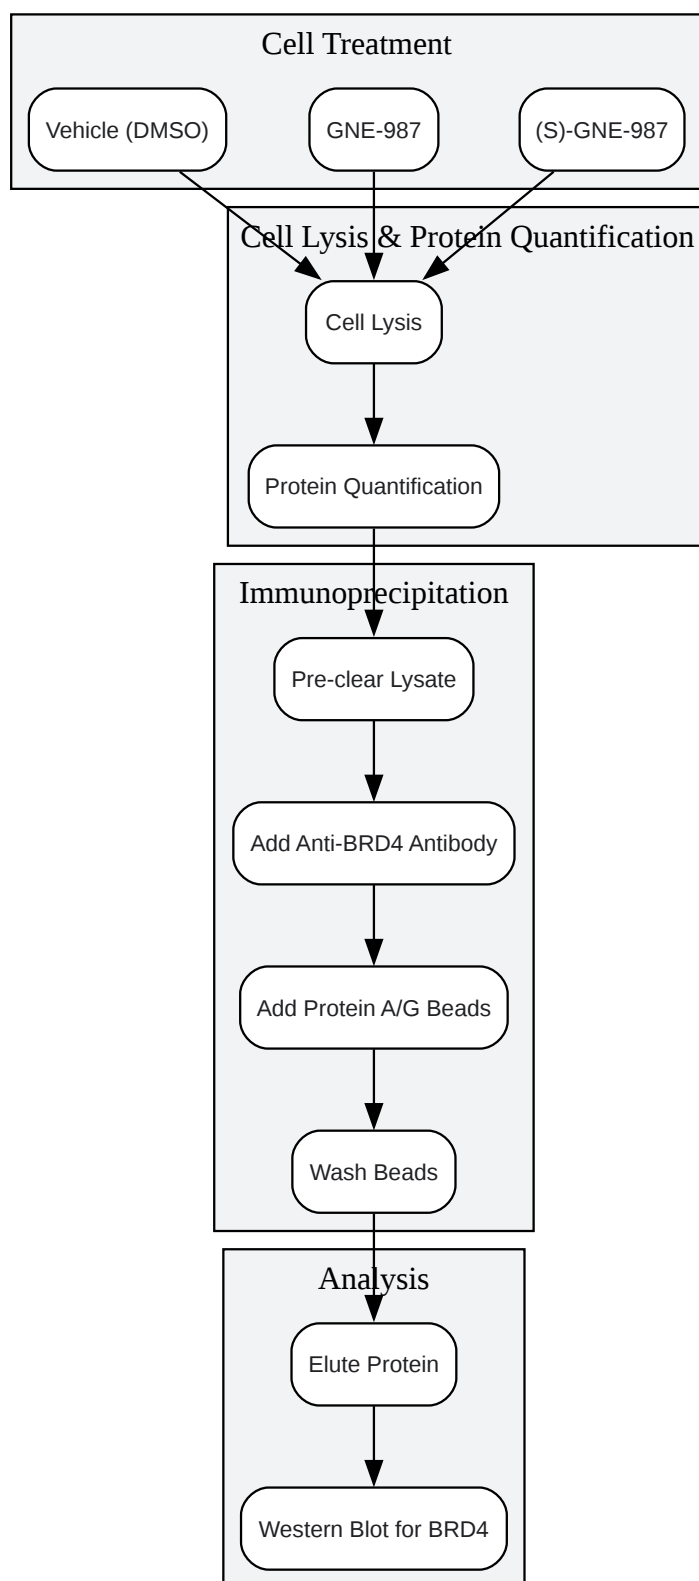 Cell Treatment
Vehicle (DMSO)
GNE-987
(S)-GNE-987
Cell Lysis & Protein Quantification
Cell Lysis
Protein Quantification
Immunoprecipitation
Pre-clear Lysate
Add Anti-BRD4 Antibody
Add Protein A/G Beads
Wash Beads
Analysis
Elute Protein
Western Blot for BRD4